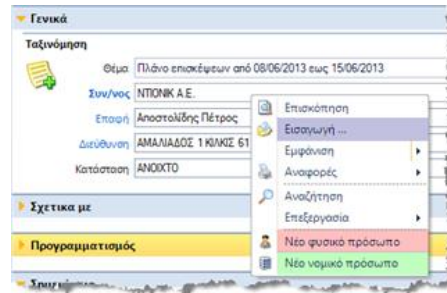 Γενικά
Ταξινόμηση
Θέμα Πλάνο επισκέψεων από 08/06/2013 εως 15/06/2013
Συν/νος ΝΤΙΟΝΙΚ Α.Ε.
Επαφή Αποστολίδης Πέτρος
Διεύθυνση ΑΜΑΛΙΑΔΟΣ 1 ΚΙΛΚΙΣ 61
Κατάσταση ΑΝΟΙΧΤΟ
Επισκόπηση
Εισαγωγή ...
Εμφάνιση
Αναφορές
Αναζήτηση
Επεξεργασία
Νέο φυσικό πρόσωπο
Νέο νομικό πρόσωπο
Σχετικα με
Προγραμματισμός